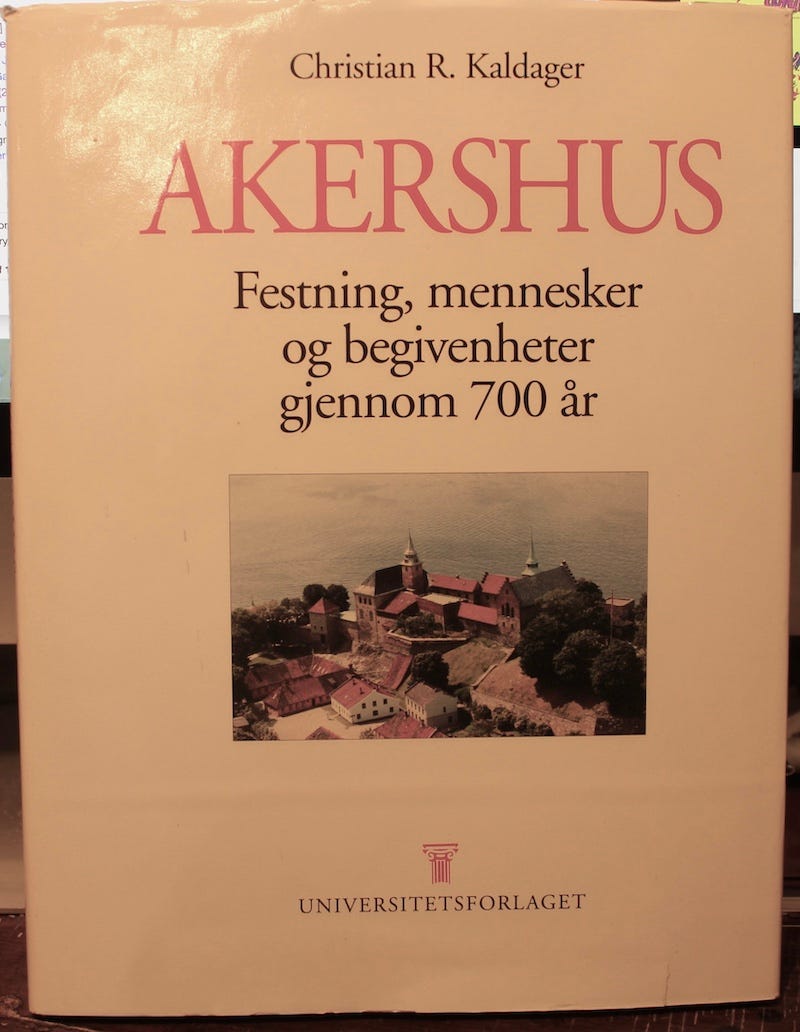 Christian R. Kaldager
AKERSHUS
Festning, mennesker
og begivenheter
gjennom 700 år
UNIVERSITETSFORLAGET